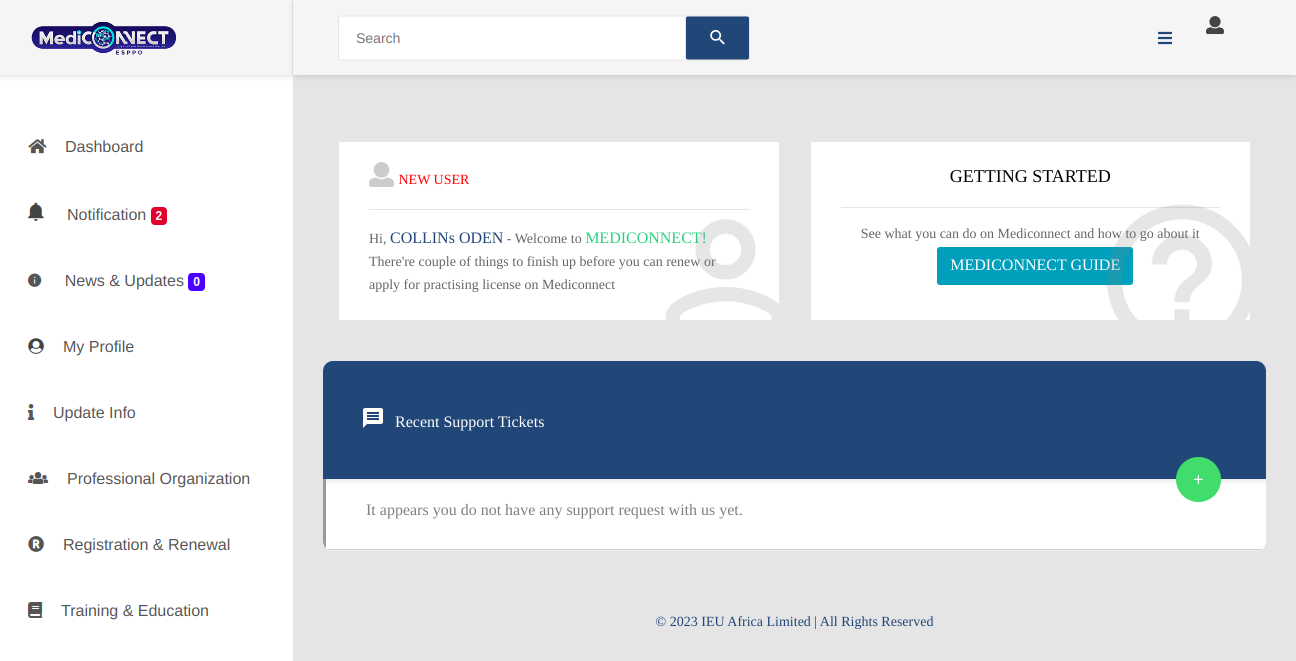 MediCONNECT
ESPPO
Search
Dashboard
Notification 2
News & Updates 0
My Profile
Update Info
Professional Organization
Registration & Renewal
Training & Education
NEW USER
Hi, COLLINs ODEN - Welcome to MEDICONNECT!
There're couple of things to finish up before you can renew or
apply for practising license on Mediconnect
GETTING STARTED
See what you can do on Mediconnect and how to go about it
MEDICONNECT GUIDE
Recent Support Tickets
+
It appears you do not have any support request with us yet.
© 2023 IEU Africa Limited | All Rights Reserved